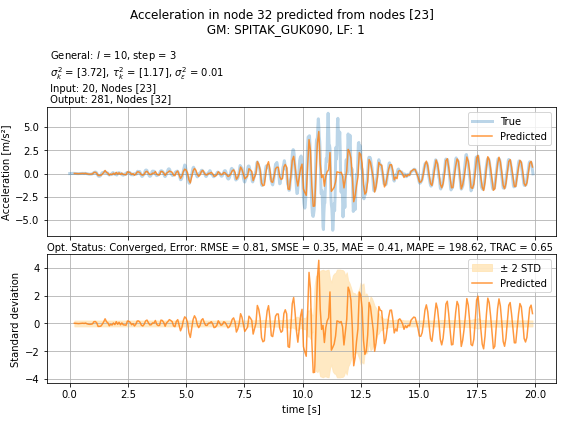 Acceleration in node 32 predicted from nodes [23]
GM: SPITAK_GUK090, LF: 1
General: l = 10, step = 3
σ²ₖ = [3.72], τ²ₖ = [1.17], σ²ε = 0.01
Input: 20, Nodes [23]
Output: 281, Nodes [32]
Acceleration [m/s²]
5.0
2.5
0.0
−2.5
−5.0
True
Predicted
Opt. Status: Converged, Error: RMSE = 0.81, SMSE = 0.35, MAE = 0.41, MAPE = 198.62, TRAC = 0.65
Standard deviation
4
2
0
−2
−4
± 2 STD
Predicted
0.0 2.5 5.0 7.5 10.0 12.5 15.0 17.5 20.0
time [s]